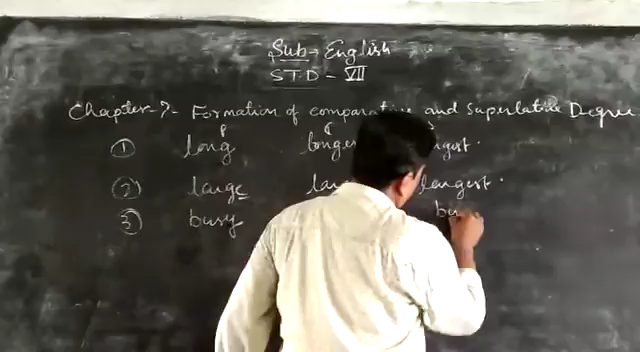 Sub → English
STD - VII
Chapter-7. Formation of comparative and Superlative Degree
① long longer longest.
② large largest.
③ busy